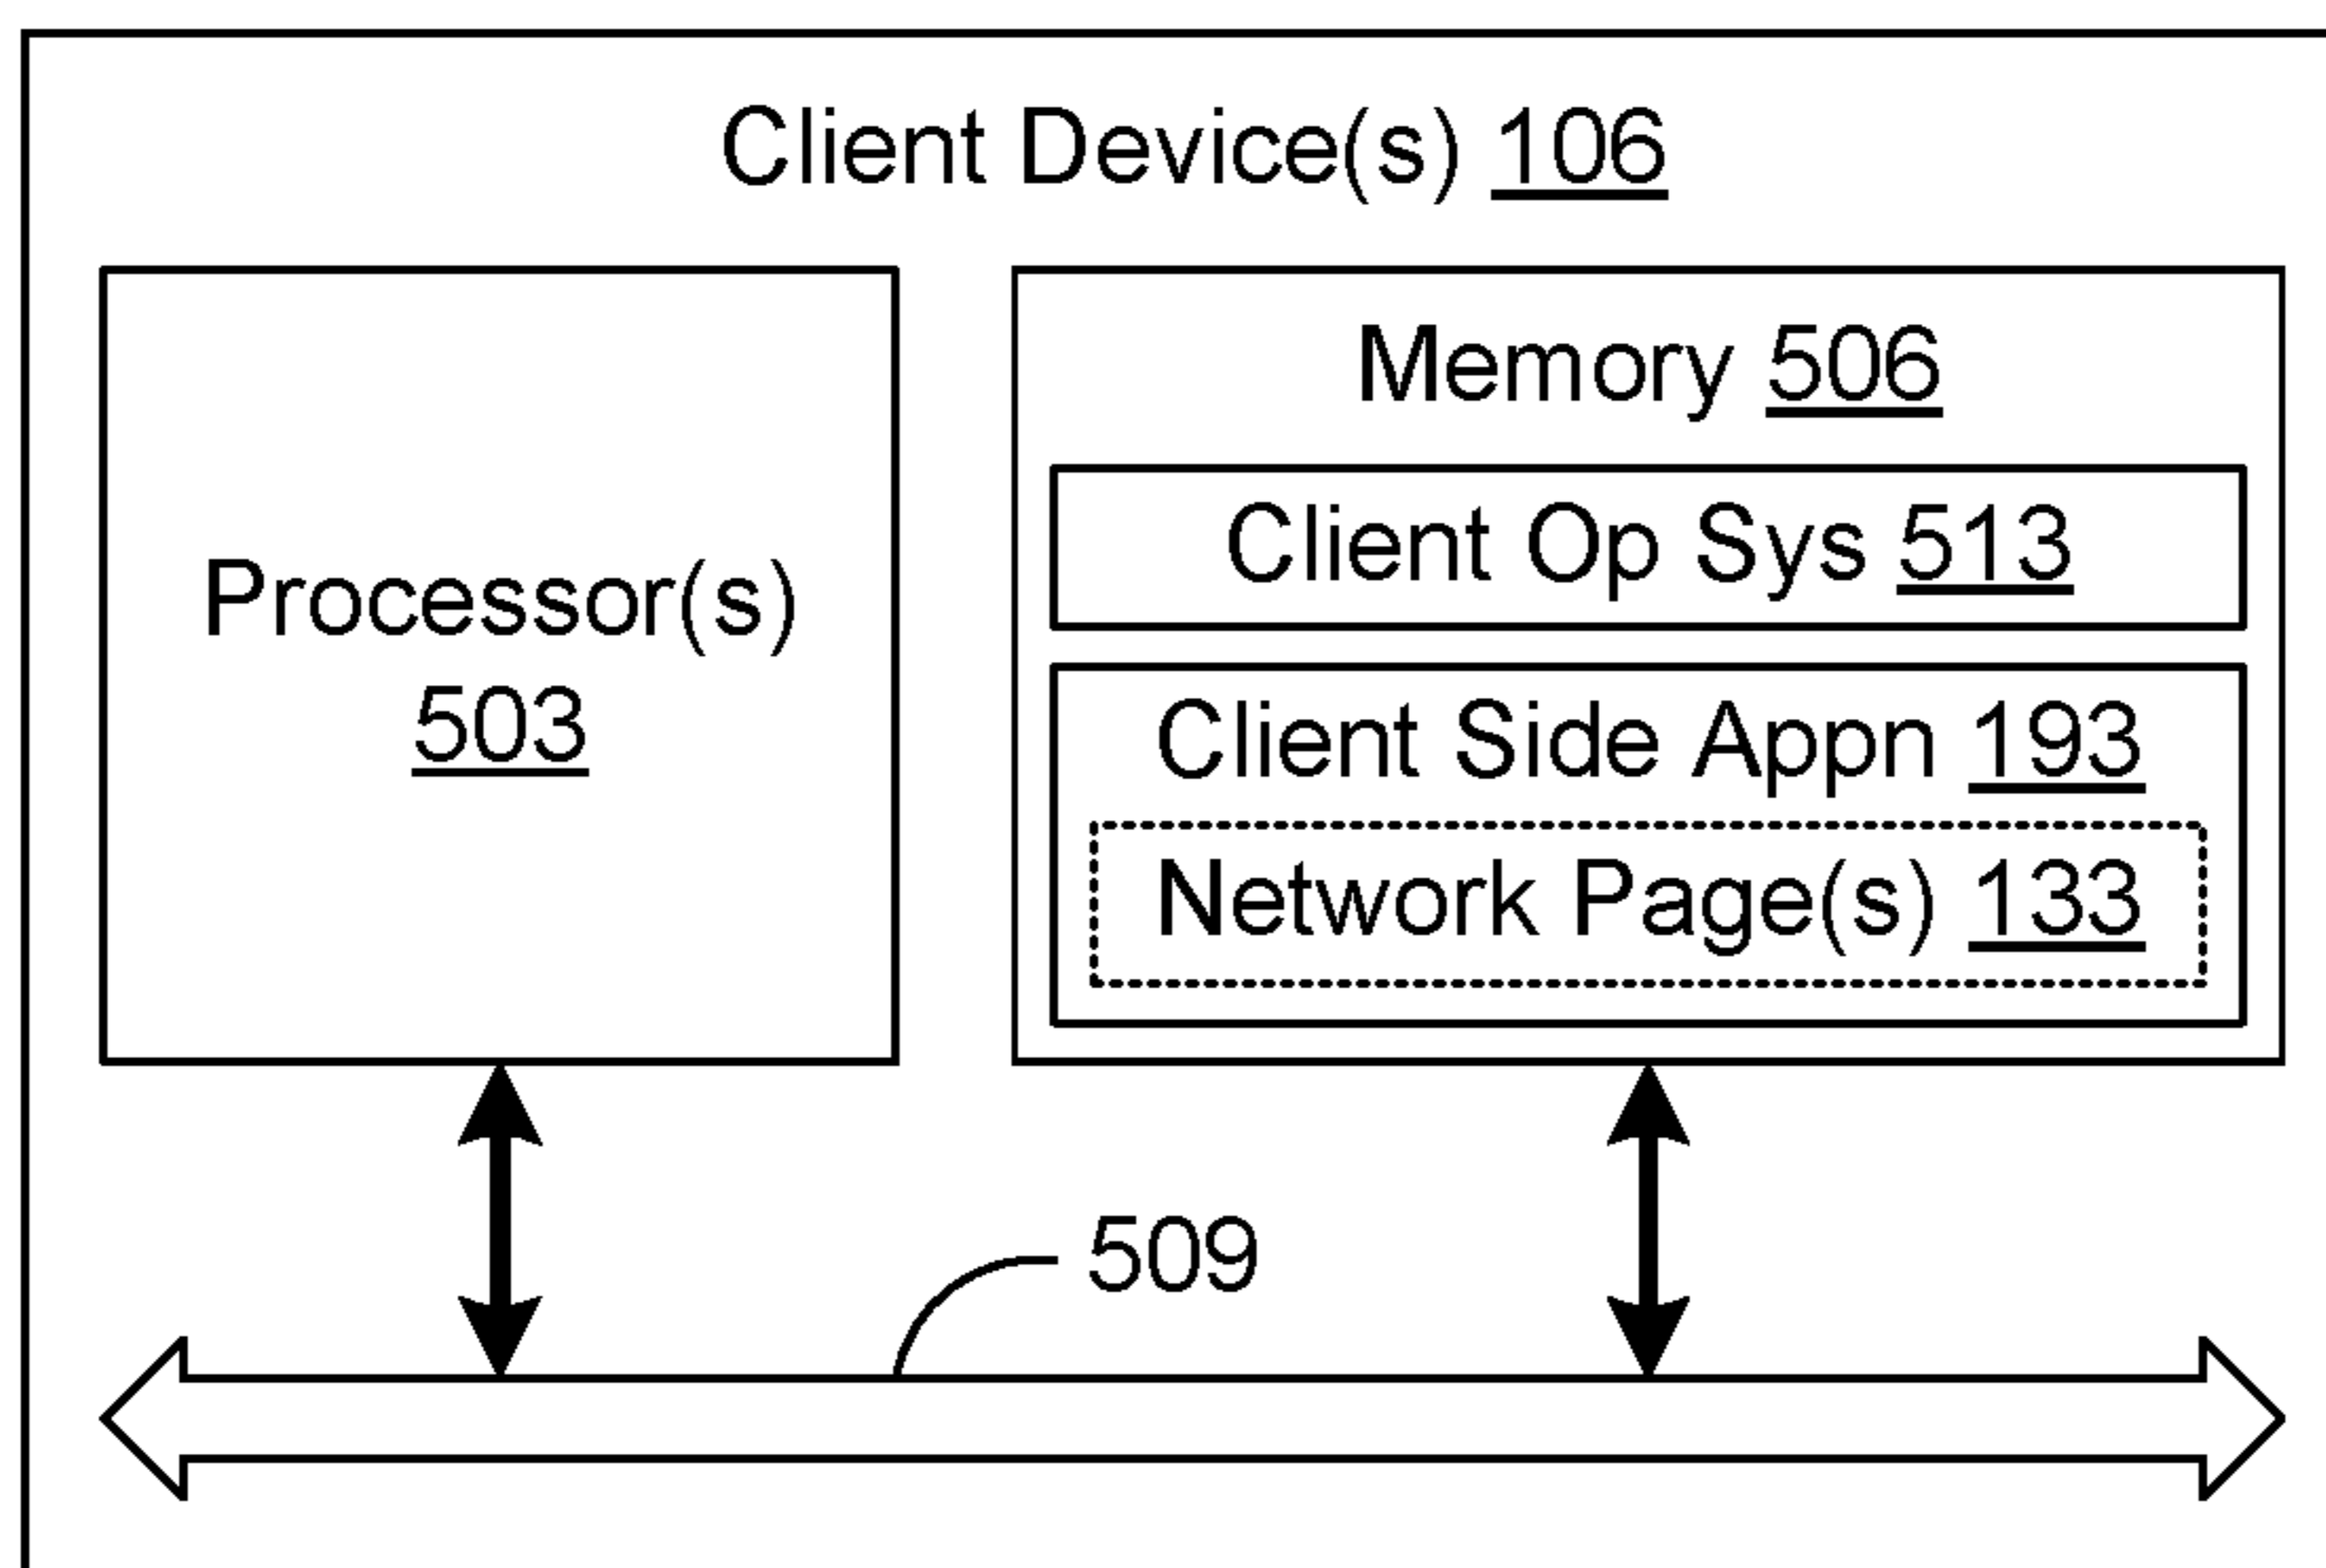 Client Device(s) 106
Processor(s)
503
Memory 506
Client Op Sys 513
Client Side Appn 193
Network Page(s) 133
509